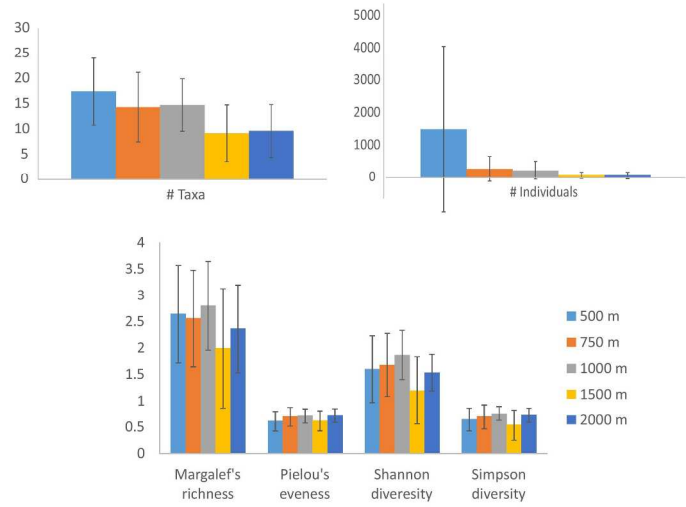 30
25
20
15
10
5
0
# Taxa
5000
4000
3000
2000
1000
0
# Individuals
4
3.5
3
2.5
2
1.5
1
0.5
0
Margalef's
richness
Pielou's
eveness
Shannon
diveresity
Simpson
diversity
500 m
750 m
1000 m
1500 m
2000 m